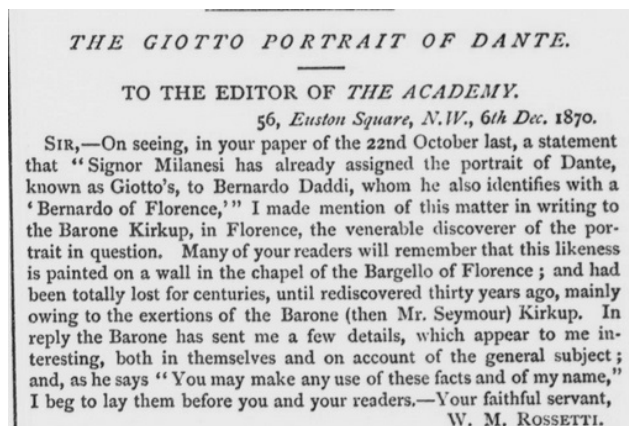 THE GIOTTO PORTRAIT OF DANTE.
TO THE EDITOR OF THE ACADEMY.
56, Euston Square, N.W., 6th Dec. 1870.
SIR,—On seeing, in your paper of the 22nd October last, a statement
that “Signor Milanesi has already assigned the portrait of Dante,
known as Giotto's, to Bernardo Daddi, whom he also identifies with a
‘Bernardo of Florence,’” I made mention of this matter in writing to
the Barone Kirkup, in Florence, the venerable discoverer of the por-
trait in question. Many of your readers will remember that this likeness
is painted on a wall in the chapel of the Bargello of Florence; and had
been totally lost for centuries, until rediscovered thirty years ago, mainly
owing to the exertions of the Barone (then Mr. Seymour) Kirkup. In
reply the Barone has sent me a few details, which appear to me in-
teresting, both in themselves and on account of the general subject;
and, as he says “You may make any use of these facts and of my name,”
I beg to lay them before you and your readers.—Your faithful servant,
W. M. ROSSETTI.